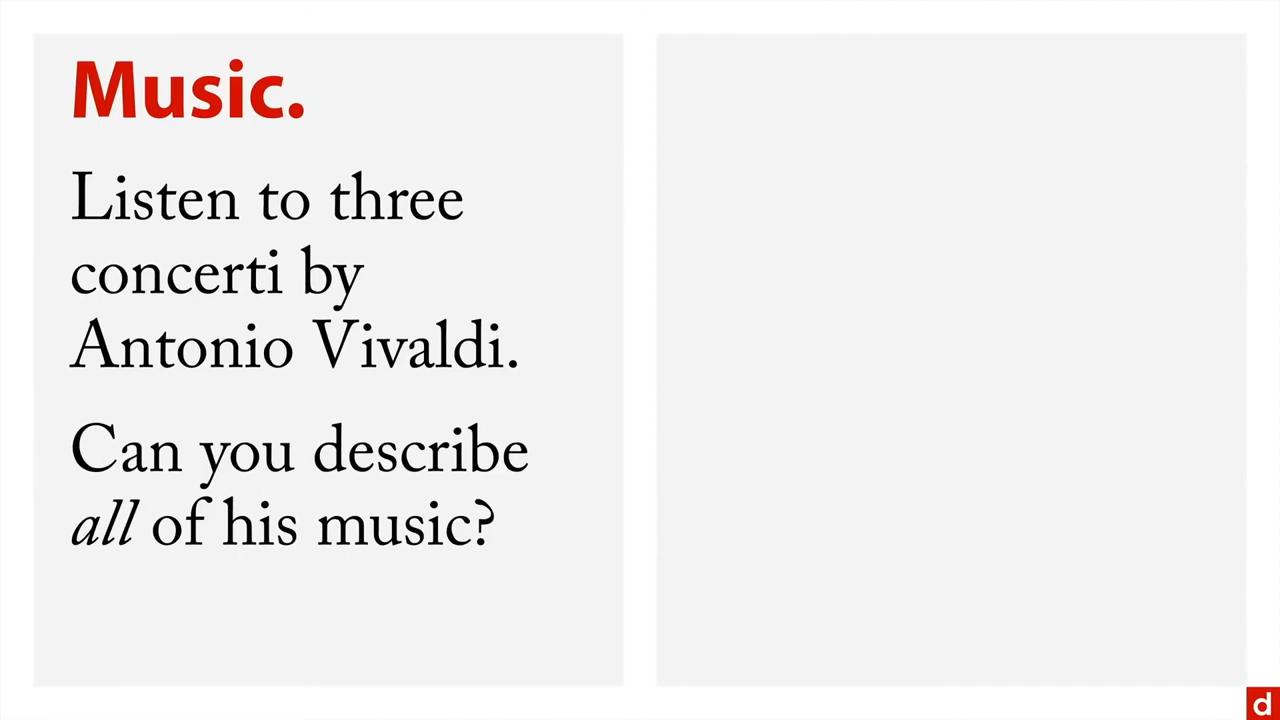 Music.
Listen to three
concerti by
Antonio Vivaldi.
Can you describe
all of his music?
d